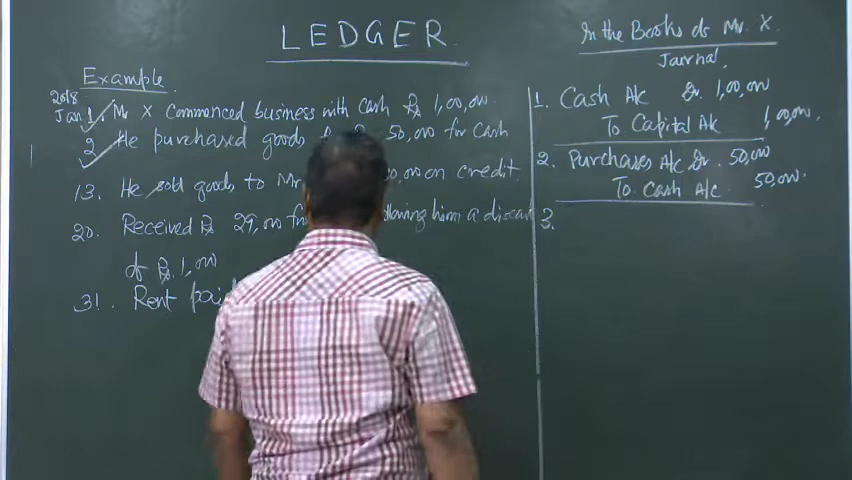 LEDGER
Example
2018
Jan 1. Mr X Commenced business with Cash Rs 1,00,000.
2 He purchased goods 50,000 for Cash
13. He sold goods to Mr on credit.
20. Received Rs 29,000 allowing him a discount
of Rs. 1,000
31. Rent paid
In the Books of Mr. X.
Journal.
1. Cash A/c Dr. 1,00,000
To Capital A/c 1,00,000.
2. Purchases A/c Dr. 50,000
To Cash A/c. 50,000.
3.